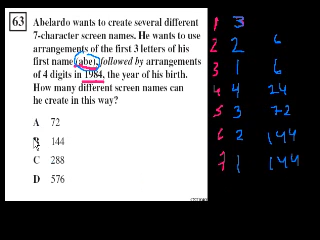 63 Abelardo wants to create several different
7-character screen names. He wants to use
arrangements of the first 3 letters of his
first name (abe), followed by arrangements
of 4 digits in 1984, the year of his birth.
How many different screen names can
he create in this way?
A 72
144
C 288
D 576
1 3
2 2 6
3 1 6
4 4 24
5 3 72
6 2 144
7 1 144